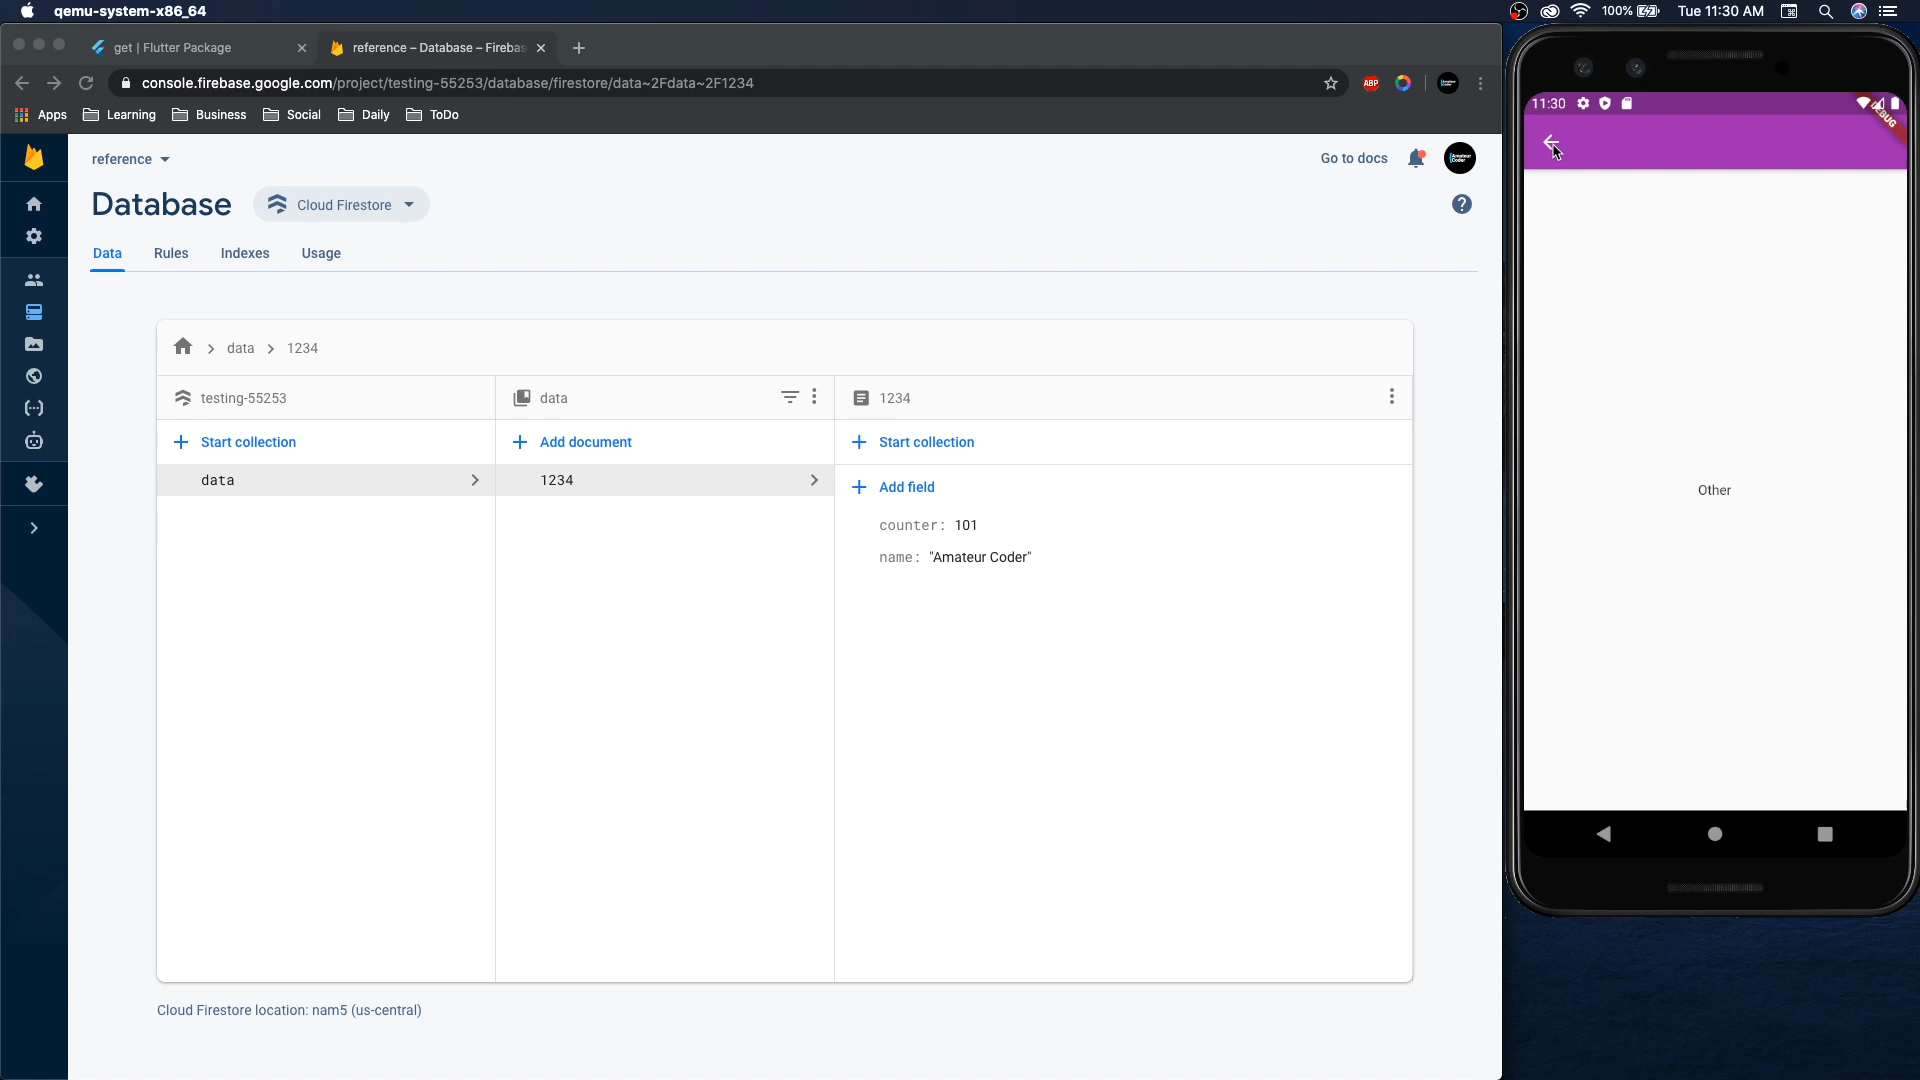 qemu-system-x86_64
100%
Tue 11:30 AM
get | Flutter Package
reference – Database – Firebas
console.firebase.google.com/project/testing-55253/database/firestore/data~2Fdata~2F1234
ABP
Apps
Learning
Business
Social
Daily
ToDo
reference
Go to docs
Amateur Coder
Database
Cloud Firestore
Data
Rules
Indexes
Usage
data
1234
testing-55253
data
1234
Start collection
Add document
Start collection
data
1234
Add field
counter: 101
name: "Amateur Coder"
Cloud Firestore location: nam5 (us-central)
11:30
Other